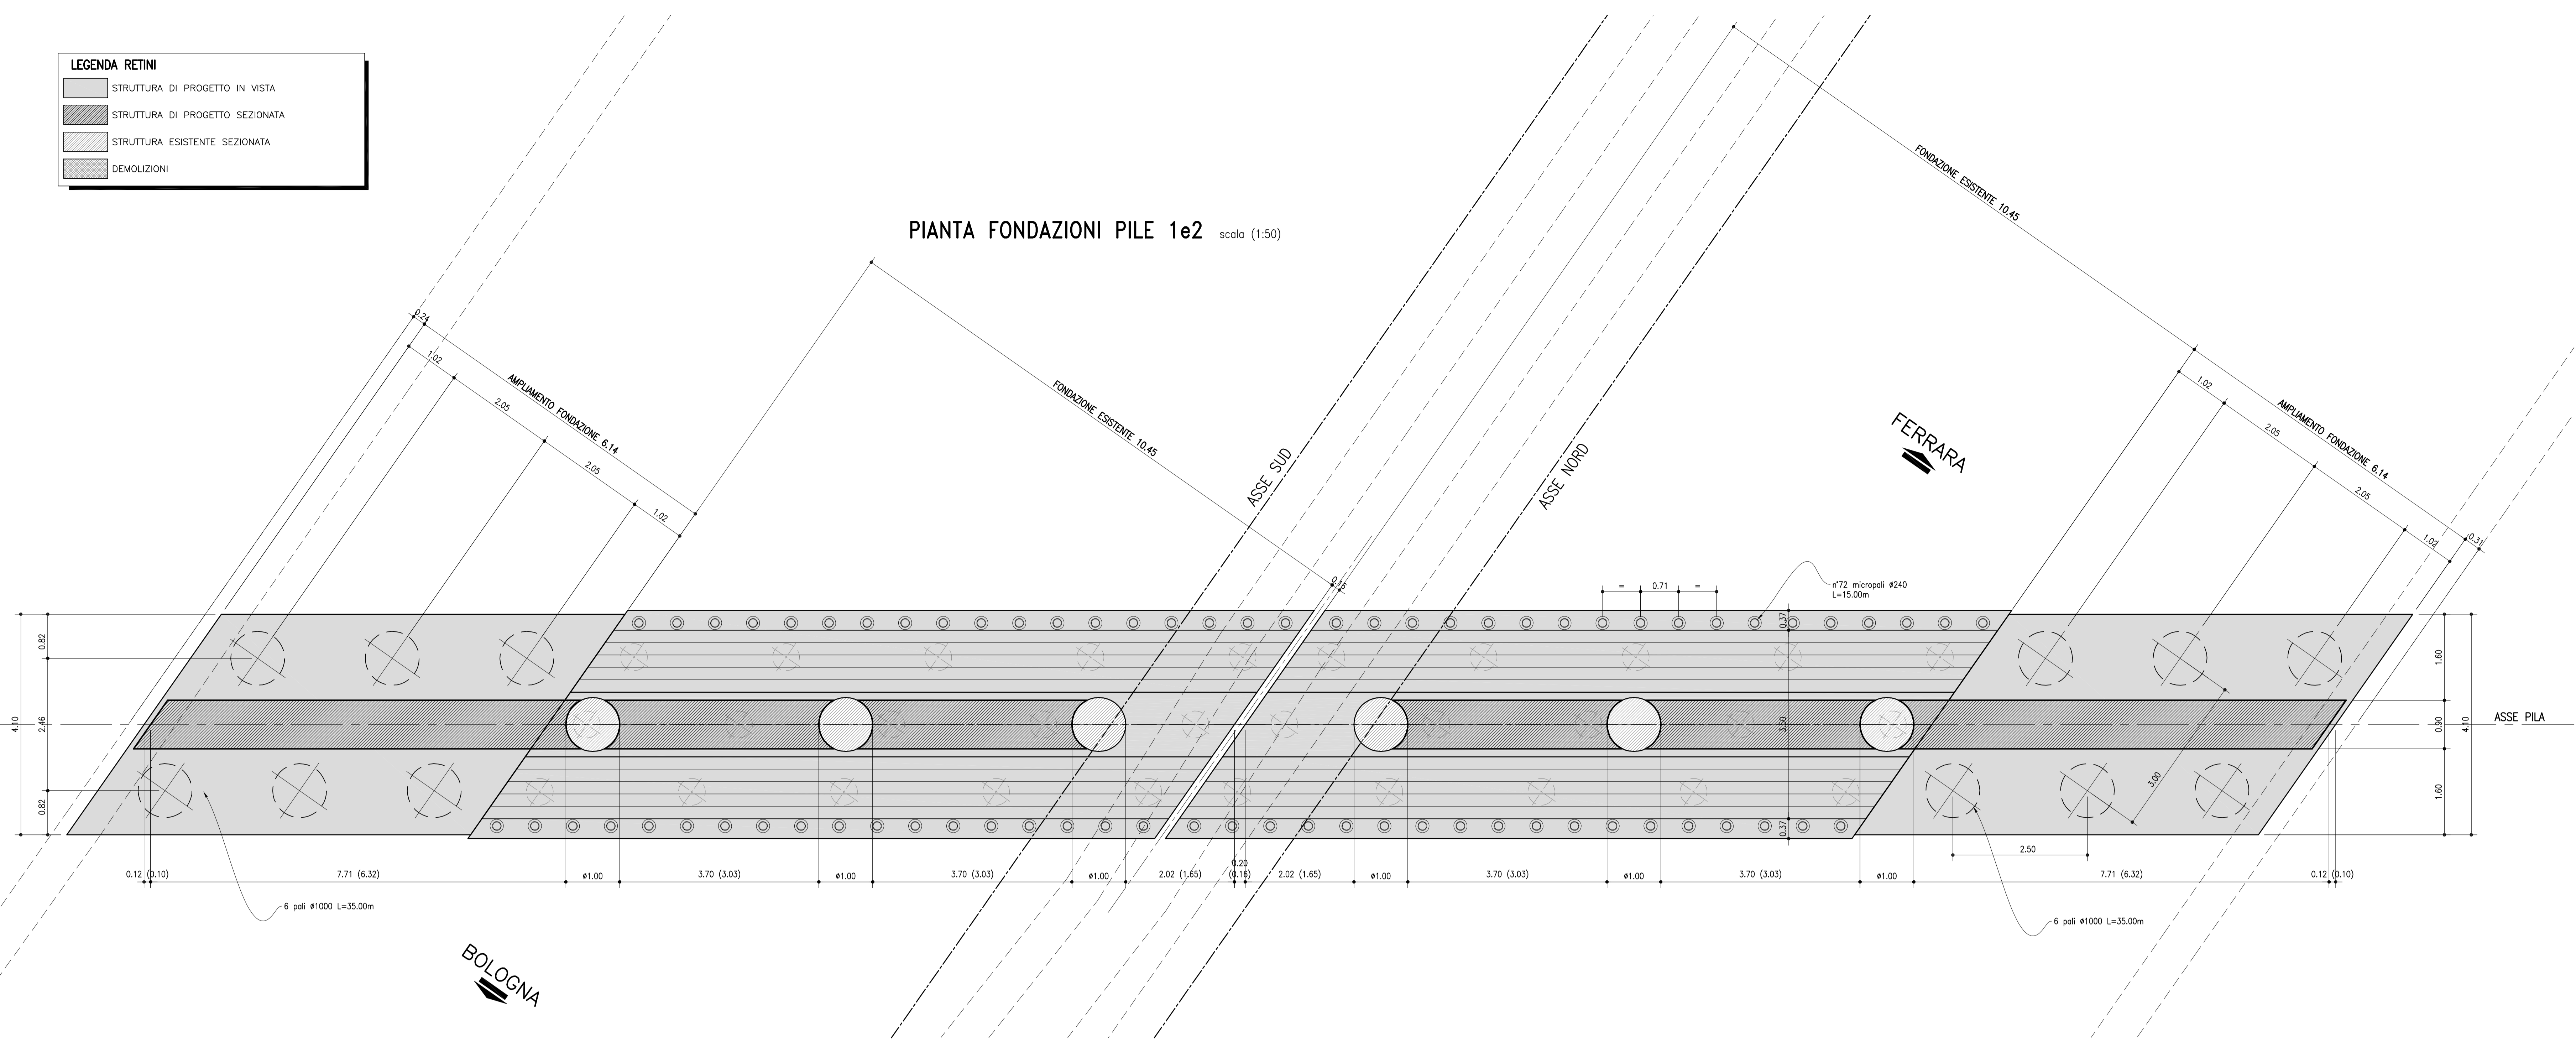 LEGENDA RETINI
STRUTTURA DI PROGETTO IN VISTA
STRUTTURA DI PROGETTO SEZIONATA
STRUTTURA ESISTENTE SEZIONATA
DEMOLIZIONI
PIANTA FONDAZIONI PILE 1e2 scala (1:50)
FONDAZIONE ESISTENTE 10.45
0.24
1.02
2.05
AMPLIAMENTO FONDAZIONE 6.14
2.05
1.02
FONDAZIONE ESISTENTE 10.45
0.16
ASSE SUD
ASSE NORD
FERRARA
1.02
2.05
AMPLIAMENTO FONDAZIONE 6.14
2.05
1.02
0.31
= 0.71 =
n°72 micropali ø240
L=15.00m
0.82
2.46
0.82
4.10
0.37
3.50
0.37
3.00
2.50
1.60
0.90
1.60
4.10
ASSE PILA
0.12 (0.10)
7.71 (6.32)
ø1.00
3.70 (3.03)
ø1.00
3.70 (3.03)
ø1.00
2.02 (1.65)
0.20
(0.16)
2.02 (1.65)
ø1.00
3.70 (3.03)
ø1.00
3.70 (3.03)
ø1.00
7.71 (6.32)
0.12 (0.10)
6 pali ø1000 L=35.00m
6 pali ø1000 L=35.00m
BOLOGNA